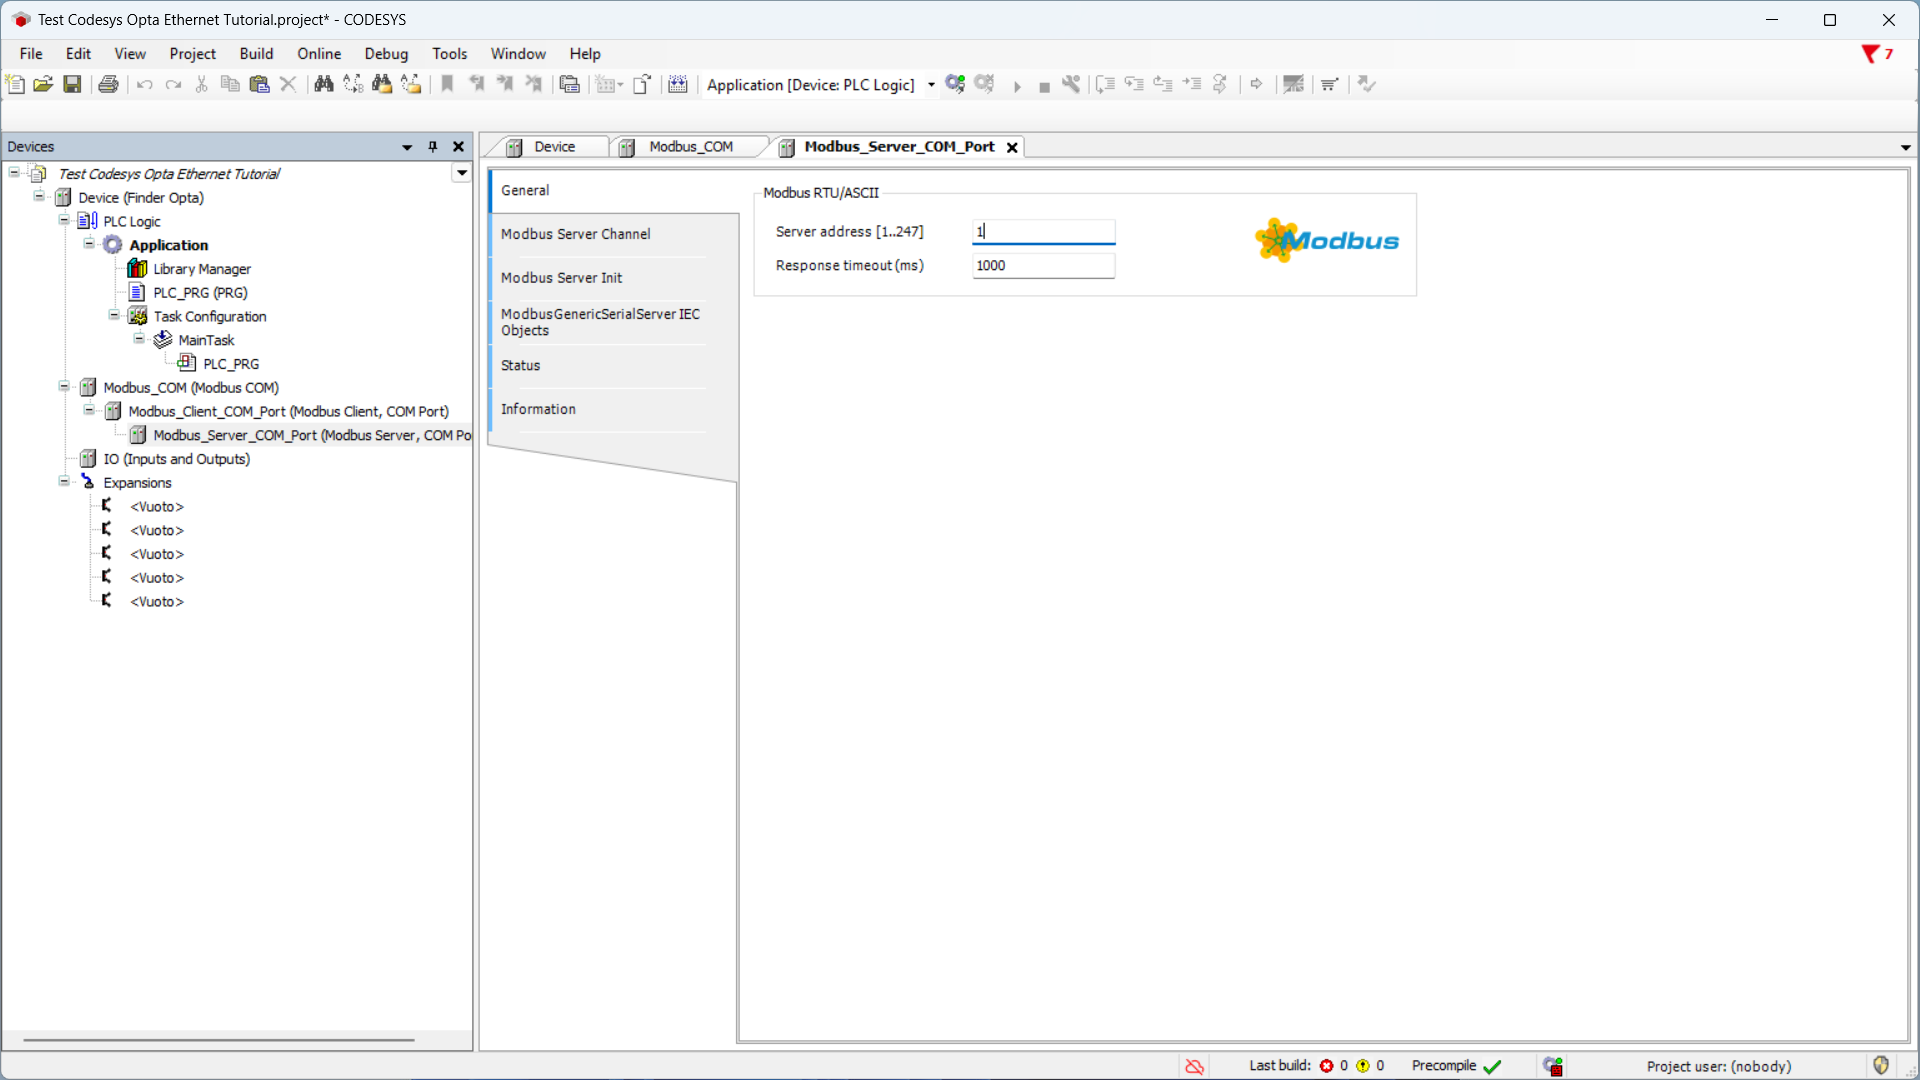 Test Codesys Opta Ethernet Tutorial.project* - CODESYS
File Edit View Project Build Online Debug Tools Window Help
7
Application [Device: PLC Logic]
Devices
Test Codesys Opta Ethernet Tutorial
Device (Finder Opta)
PLC Logic
Application
Library Manager
PLC_PRG (PRG)
Task Configuration
MainTask
PLC_PRG
Modbus_COM (Modbus COM)
Modbus_Client_COM_Port (Modbus Client, COM Port)
Modbus_Server_COM_Port (Modbus Server, COM Po
IO (Inputs and Outputs)
Expansions
<Vuoto>
<Vuoto>
<Vuoto>
<Vuoto>
<Vuoto>
Device Modbus_COM Modbus_Server_COM_Port
General
Modbus Server Channel
Modbus Server Init
ModbusGenericSerialServer IEC
Objects
Status
Information
Modbus RTU/ASCII
Server address [1..247] 1
Response timeout (ms) 1000
Modbus
Last build: 0 0 Precompile Project user: (nobody)